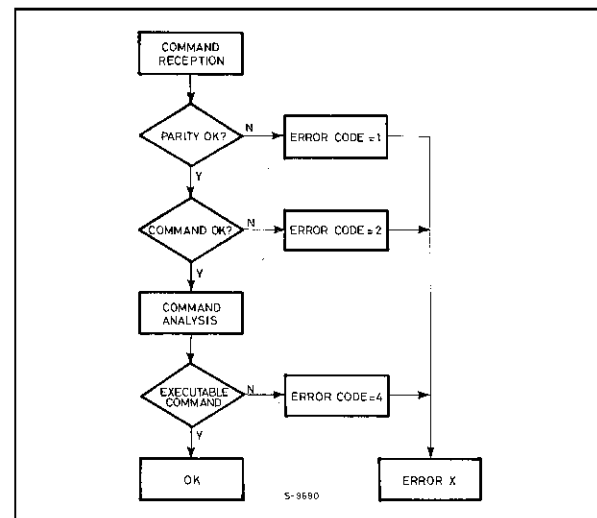 COMMAND
RECEPTION
PARITY OK?
N
ERROR CODE =1
Y
COMMAND OK?
N
ERROR CODE =2
Y
COMMAND
ANALYSIS
EXECUTABLE
COMMAND
N
ERROR CODE=4
Y
OK
ERROR X
S-9690